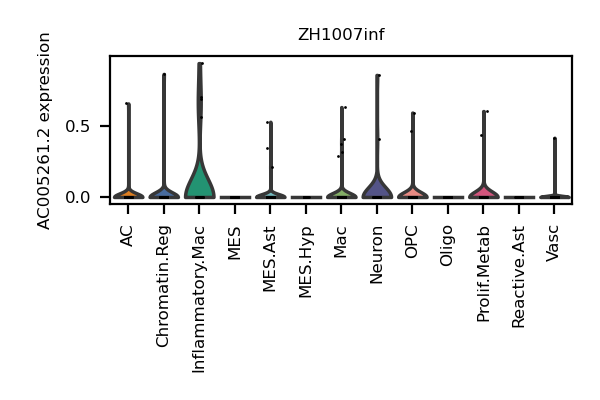 ZH1007inf
AC005261.2 expression
0.5
0.0
AC
Chromatin.Reg
Inflammatory.Mac
MES
MES.Ast
MES.Hyp
Mac
Neuron
OPC
Oligo
Prolif.Metab
Reactive.Ast
Vasc